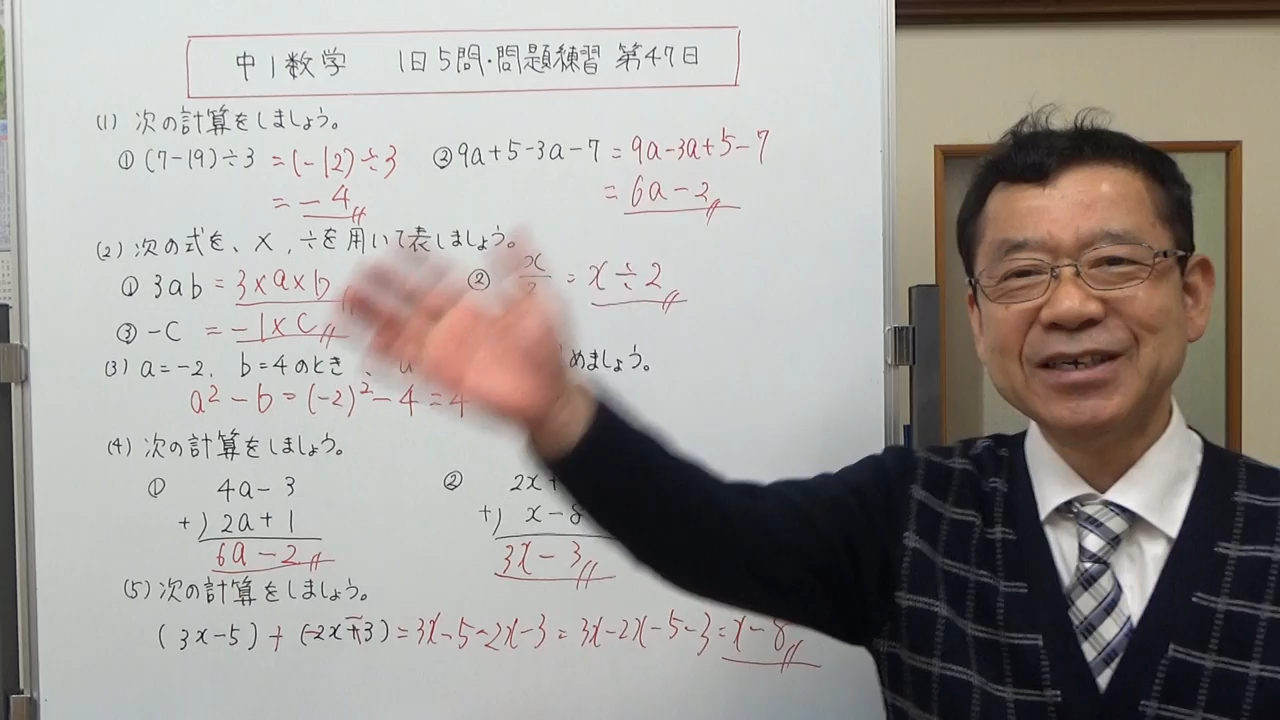 中1数学 1日5問・問題練習 第47日
(1) 次の計算をしましょう。
①(7-19)÷3 =(-12)÷3
= -4
②9a+5-3a-7 = 9a-3a+5-7
= 6a-2
(2) 次の式を、×,÷を用いて表しましょう。
① 3ab = 3×a×b
② x = x÷2
③ -c = -1×c
(3) a=-2, b=4のとき、 めましょう。
a²-b=(-2)²-4=4
(4) 次の計算をしましょう。
① 4a-3
+)2a+1
6a-2
② 2x+
+) x-8
3x-3
(5) 次の計算をしましょう。
(3x-5)+(-2x-3)=3x-5-2x-3=3x-2x-5-3=x-8